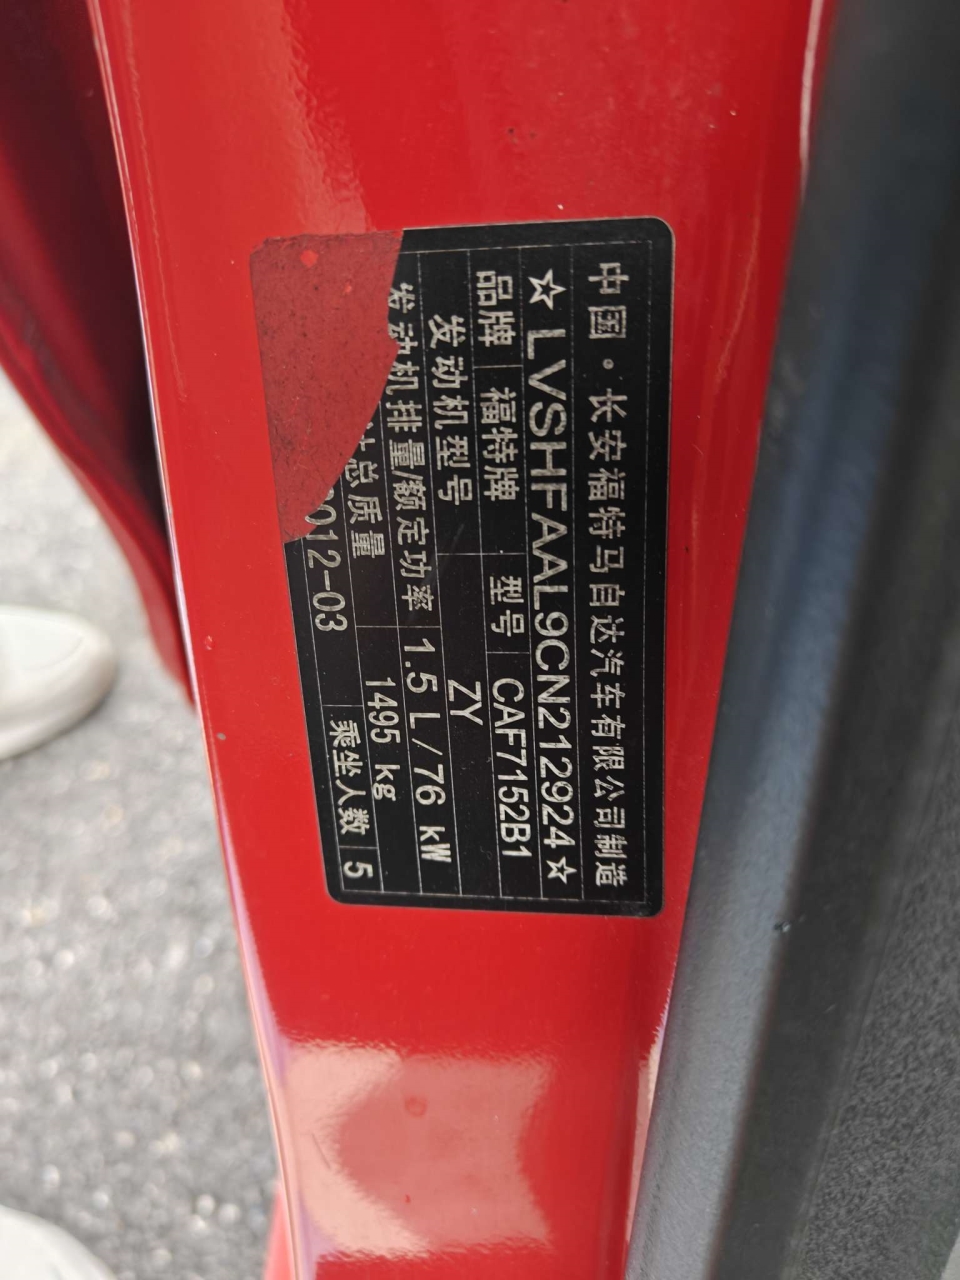 中国·长安福特马自达汽车有限公司制造
☆LVSHFAAL9CN212924☆
品牌 福特牌 型号 CAF7152B1
发动机型号 ZY
发动机排量/额定功率 1.5 L/76 kW
总质量 1495 kg
2012-03 乘坐人数 5